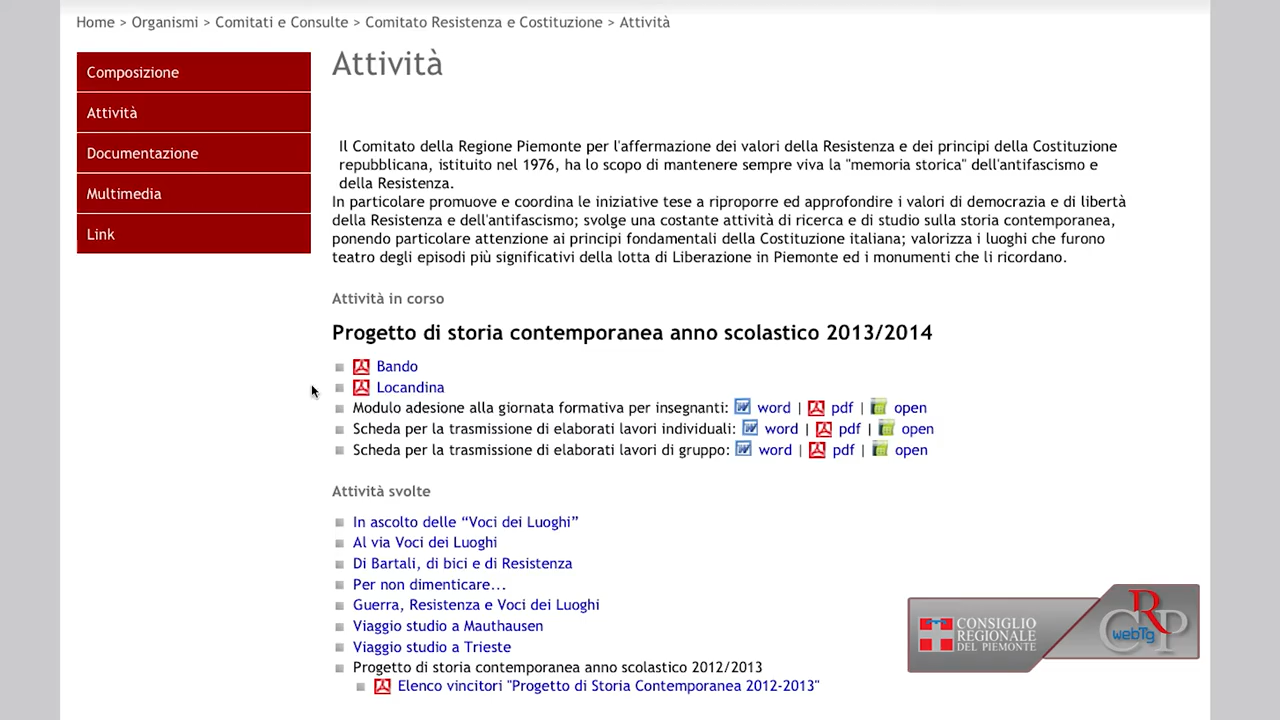 Home > Organismi > Comitati e Consulte > Comitato Resistenza e Costituzione > Attività
Composizione
Attività
Documentazione
Multimedia
Link
Attività
Il Comitato della Regione Piemonte per l'affermazione dei valori della Resistenza e dei principi della Costituzione
repubblicana, istituito nel 1976, ha lo scopo di mantenere sempre viva la "memoria storica" dell'antifascismo e
della Resistenza.
In particolare promuove e coordina le iniziative tese a riproporre ed approfondire i valori di democrazia e di libertà
della Resistenza e dell'antifascismo; svolge una costante attività di ricerca e di studio sulla storia contemporanea,
ponendo particolare attenzione ai principi fondamentali della Costituzione italiana; valorizza i luoghi che furono
teatro degli episodi più significativi della lotta di Liberazione in Piemonte ed i monumenti che li ricordano.
Attività in corso
Progetto di storia contemporanea anno scolastico 2013/2014
Bando
Locandina
Modulo adesione alla giornata formativa per insegnanti: word | pdf | open
Scheda per la trasmissione di elaborati lavori individuali: word | pdf | open
Scheda per la trasmissione di elaborati lavori di gruppo: word | pdf | open
Attività svolte
In ascolto delle “Voci dei Luoghi”
Al via Voci dei Luoghi
Di Bartali, di bici e di Resistenza
Per non dimenticare...
Guerra, Resistenza e Voci dei Luoghi
Viaggio studio a Mauthausen
Viaggio studio a Trieste
Progetto di storia contemporanea anno scolastico 2012/2013
Elenco vincitori "Progetto di Storia Contemporanea 2012-2013"
CONSIGLIO
REGIONALE
DEL PIEMONTE
CRP
webTg